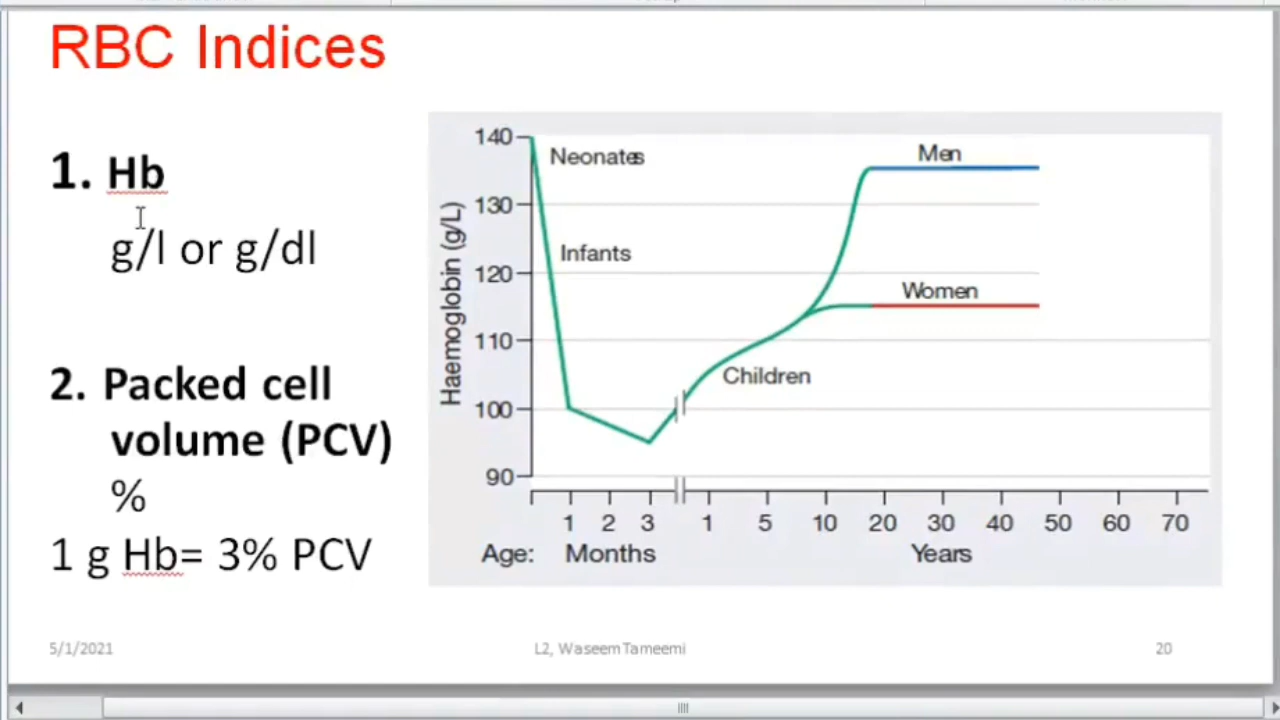 RBC Indices
1. Hb
g/l or g/dl
2. Packed cell
volume (PCV)
%
1 g Hb= 3% PCV
Haemoglobin (g/L)
140
130
120
110
100
90
Neonates
Infants
Children
Men
Women
1 2 3 1 5 10 20 30 40 50 60 70
Age: Months Years
5/1/2021 L2, Waseem Tameemi 20